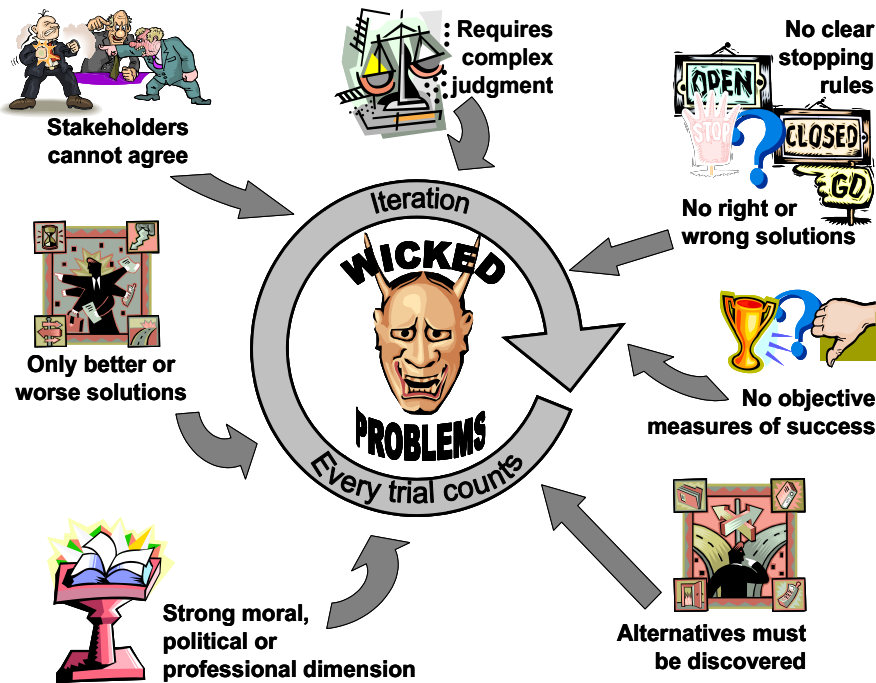 Stakeholders
cannot agree
Requires
complex
judgment
No clear
stopping
rules
OPEN
STOP
CLOSED
GO
No right or
wrong solutions
Iteration
WICKED
PROBLEMS
Every trial counts
Only better or
worse solutions
No objective
measures of success
Strong moral,
political or
professional dimension
Alternatives must
be discovered